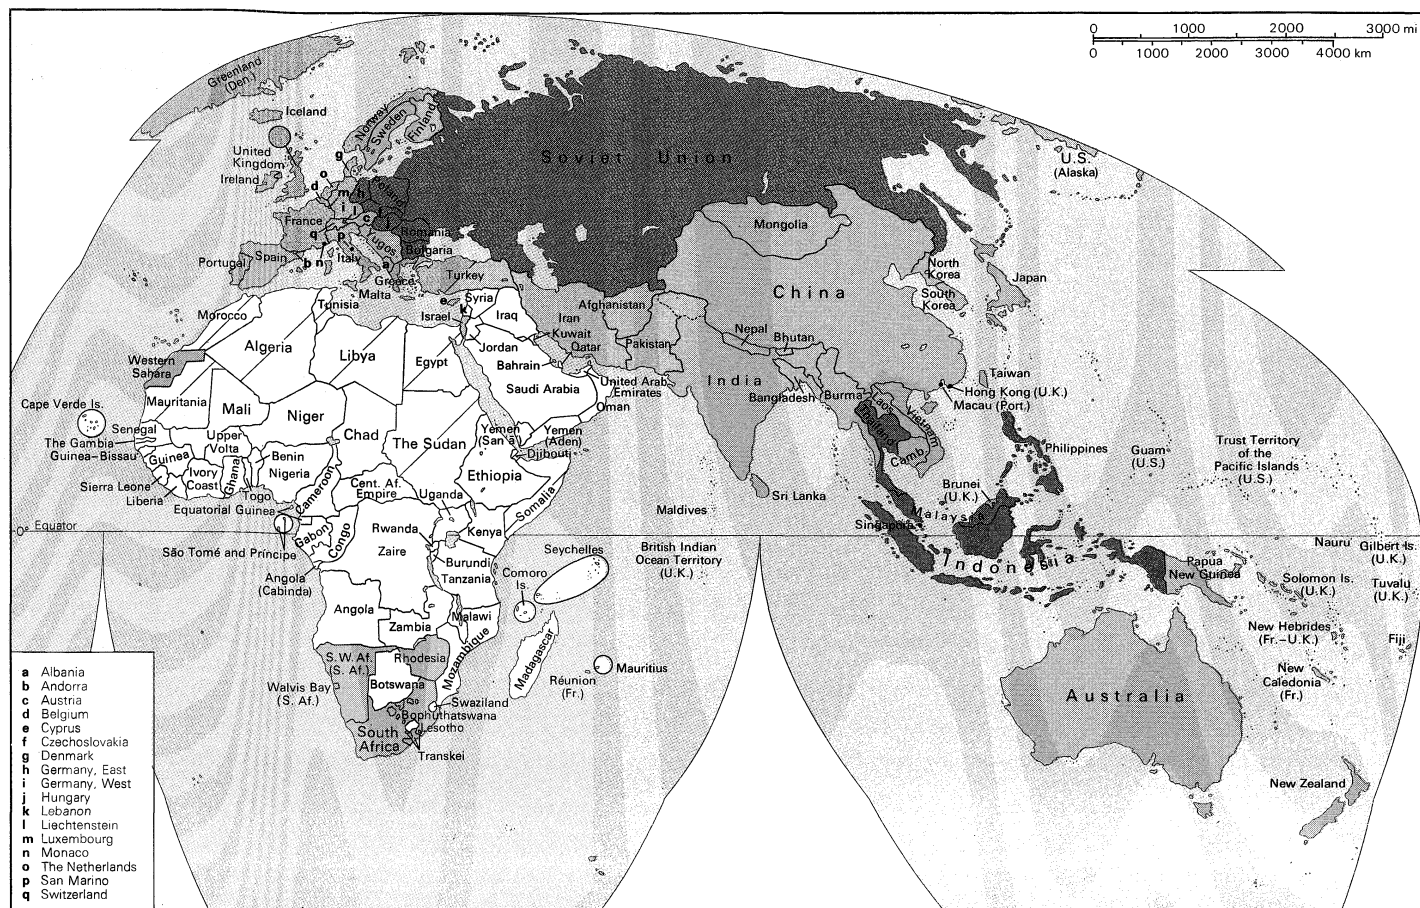 0 1000 2000 3000 mi
0 1000 2000 3000 4000 km
Greenland
(Den.)
Iceland
Norway
Sweden
Finland
United
Kingdom
Ireland
g
o
d
m
h
Poland
i
l
f
c
j
France
q
p
Yugos.
Romania
Bulgaria
Portugal
Spain
b
n
Italy
a
Greece
Malta
Turkey
Soviet Union
U.S.
(Alaska)
Mongolia
China
North
Korea
South
Korea
Japan
Morocco
Tunisia
Algeria
Libya
Egypt
Western
Sahara
e
k
Syria
Israel
Iraq
Jordan
Iran
Afghanistan
Kuwait
Qatar
Bahrain
Pakistan
United Arab
Emirates
Saudi Arabia
Oman
Yemen
(San'ā)
Yemen
(Aden)
Djibouti
Nepal
Bhutan
India
Bangladesh
Burma
Laos
Thailand
Vietnam
Camb.
Taiwan
Hong Kong (U.K.)
Macau (Port.)
Philippines
Guam
(U.S.)
Trust Territory
of the
Pacific Islands
(U.S.)
Cape Verde Is.
Mauritania
Mali
Niger
Chad
The Sudan
Senegal
The Gambia
Guinea–Bissau
Guinea
Sierra Leone
Liberia
Ivory
Coast
Upper
Volta
Ghana
Togo
Benin
Nigeria
Cameroon
Equatorial Guinea
Cent. Af.
Empire
Ethiopia
Somalia
Uganda
Kenya
Sri Lanka
Maldives
Brunei
(U.K.)
Malaysia
Singapore
Indonesia
0° Equator
São Tomé and Príncipe
Gabon
Congo
Rwanda
Zaire
Burundi
Tanzania
Angola
(Cabinda)
Seychelles
Comoro
Is.
British Indian
Ocean Territory
(U.K.)
Papua
New Guinea
Nauru
Gilbert Is.
(U.K.)
Solomon Is.
(U.K.)
Tuvalu
(U.K.)
New Hebrides
(Fr.–U.K.)
Fiji
New
Caledonia
(Fr.)
Angola
Zambia
Malawi
Mozambique
Madagascar
S.W. Af.
(S. Af.)
Rhodesia
Walvis Bay
(S. Af.)
Botswana
Swaziland
Bophuthatswana
Lesotho
South
Africa
Transkei
Réunion
(Fr.)
Mauritius
Australia
New Zealand
a Albania
b Andorra
c Austria
d Belgium
e Cyprus
f Czechoslovakia
g Denmark
h Germany, East
i Germany, West
j Hungary
k Lebanon
l Liechtenstein
m Luxembourg
n Monaco
o The Netherlands
p San Marino
q Switzerland